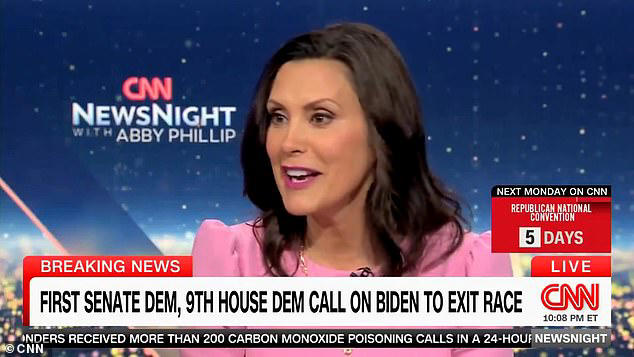 CNN
NEWSNIGHT
WITH ABBY PHILLIP
NEXT MONDAY ON CNN
REPUBLICAN NATIONAL
CONVENTION
5 DAYS
BREAKING NEWS
LIVE
FIRST SENATE DEM, 9TH HOUSE DEM CALL ON BIDEN TO EXIT RACE
CNN
10:08 PM ET
NDERS RECEIVED MORE THAN 200 CARBON MONOXIDE POISONING CALLS IN A 24-HOUR
NEWSNIGHT
© CNN